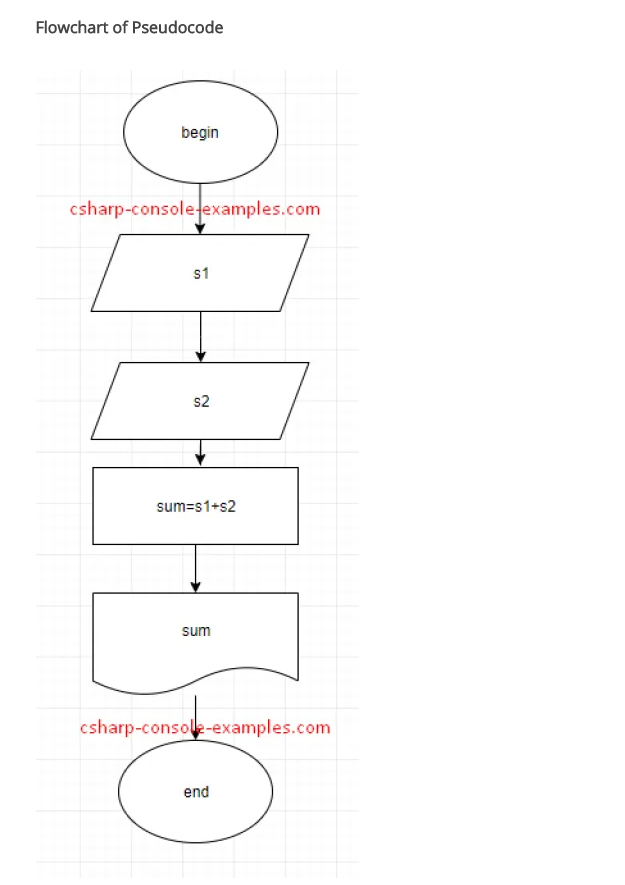 Flowchart of Pseudocode
begin
csharp-console-examples.com
s1
s2
sum=s1+s2
sum
csharp-console-examples.com
end